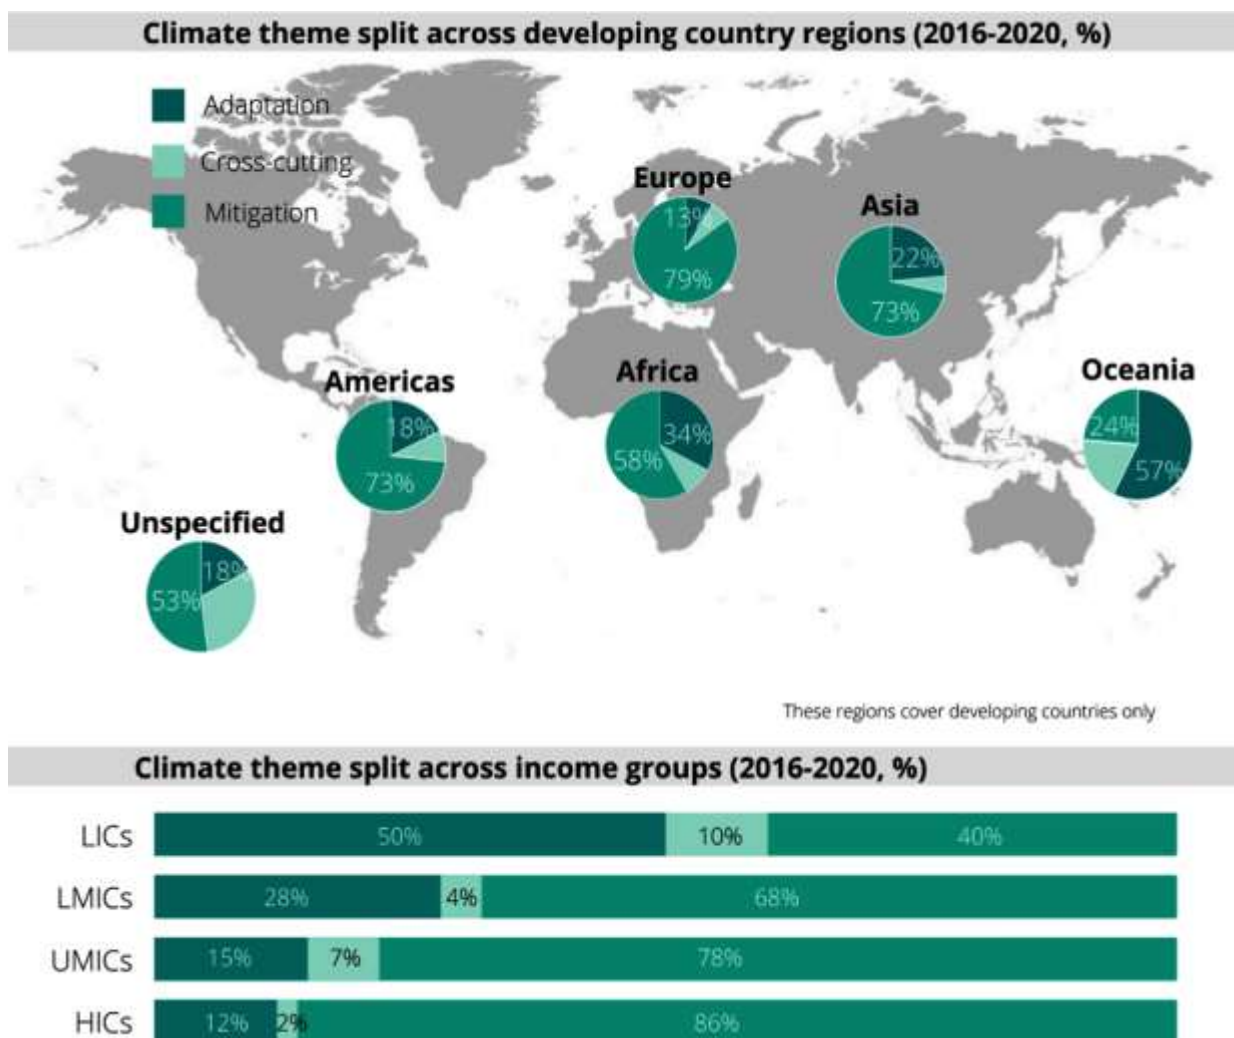 Climate theme split across developing country regions (2016-2020, %)
Adaptation
Cross-cutting
Mitigation
Europe
13%
79%
Asia
22%
73%
Americas
18%
73%
Africa
34%
58%
Oceania
24%
57%
Unspecified
18%
53%
These regions cover developing countries only
Climate theme split across income groups (2016-2020, %)
LICs 50% 10% 40%
LMICs 28% 4% 68%
UMICs 15% 7% 78%
HICs 12% 2% 86%